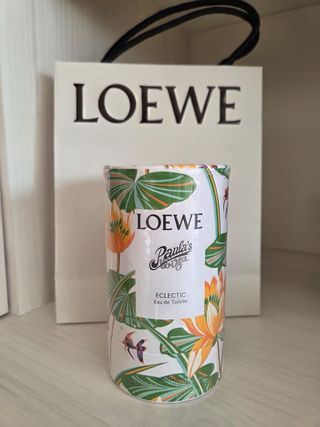 LOEWE
LOEWE
Paula's
Ibiza
ECLECTIC
Eau de Toilette